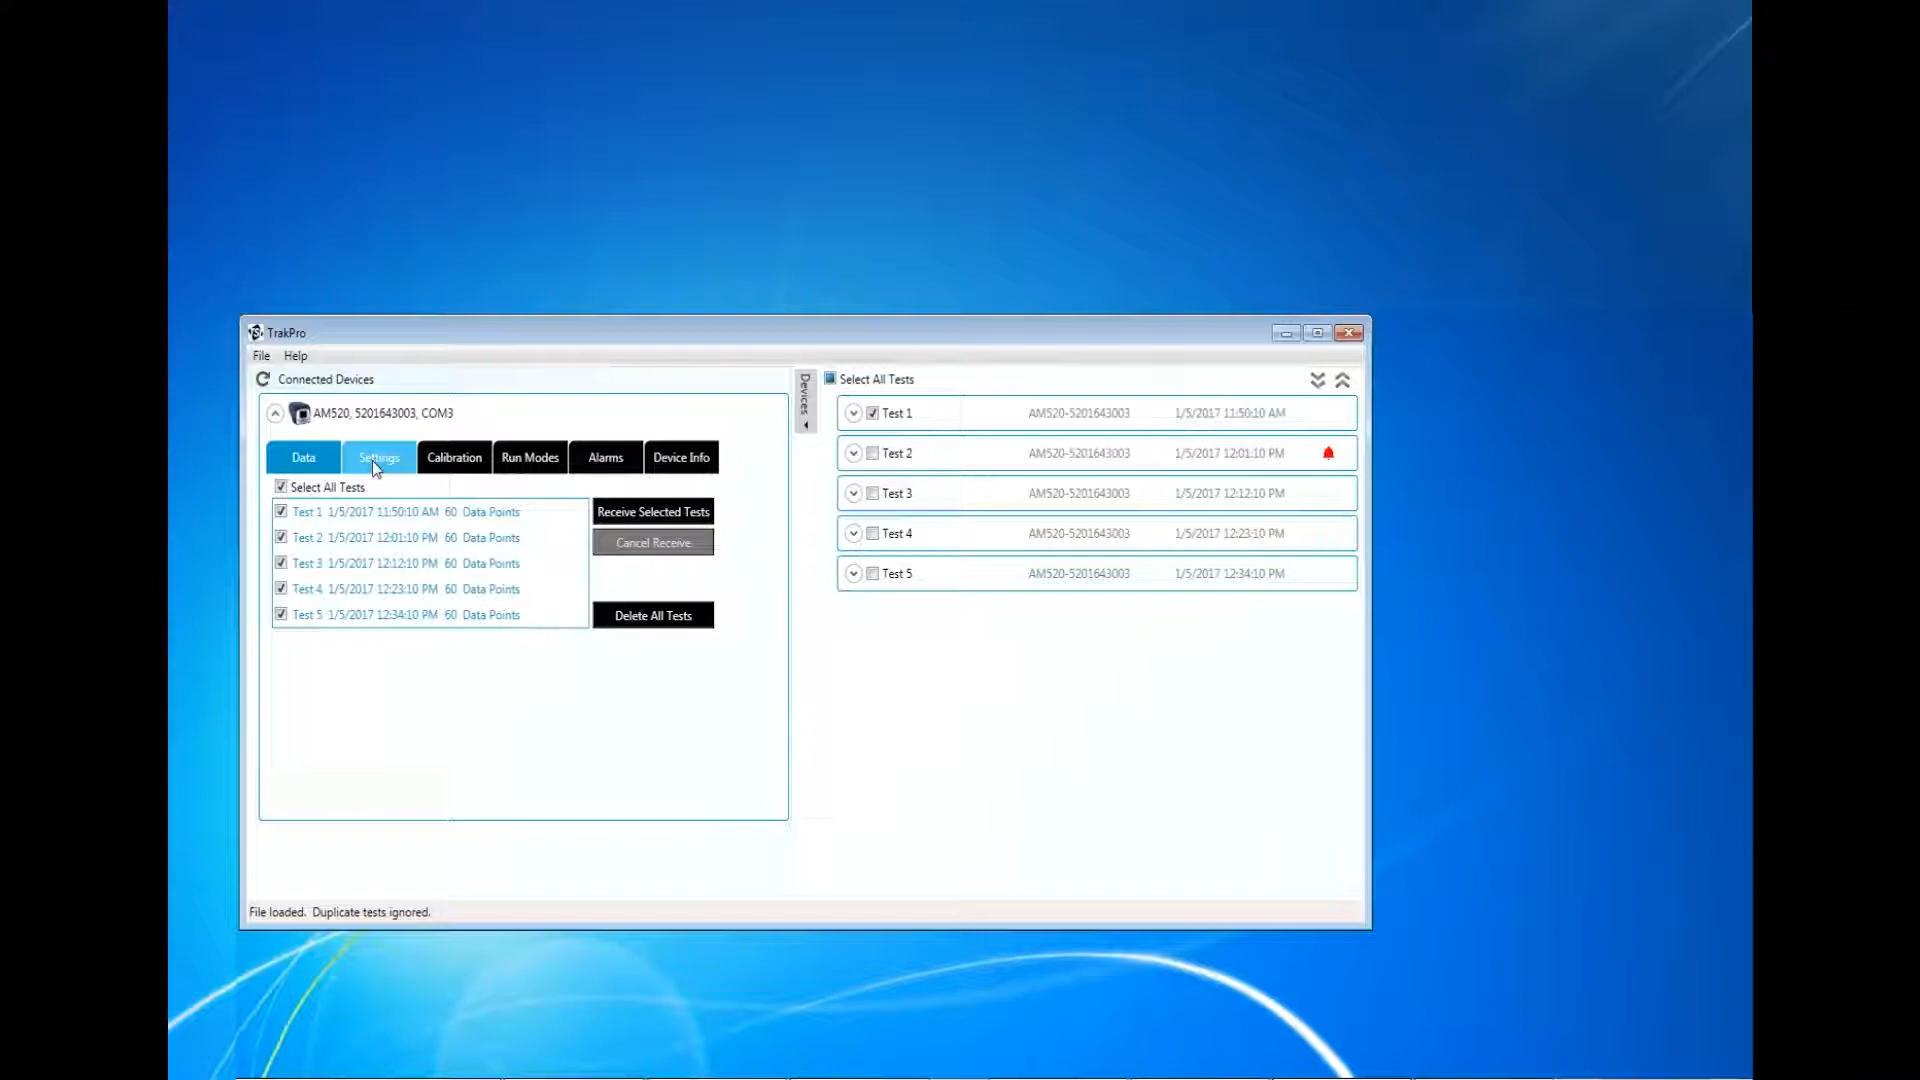 TrakPro
File Help
Connected Devices
AM520, 5201643003, COM3
Data Settings Calibration Run Modes Alarms Device Info
Select All Tests
Test 1 1/5/2017 11:50:10 AM 60 Data Points
Test 2 1/5/2017 12:01:10 PM 60 Data Points
Test 3 1/5/2017 12:12:10 PM 60 Data Points
Test 4 1/5/2017 12:23:10 PM 60 Data Points
Test 5 1/5/2017 12:34:10 PM 60 Data Points
Receive Selected Tests
Cancel Receive
Delete All Tests
Devices
Select All Tests
Test 1 AM520-5201643003 1/5/2017 11:50:10 AM
Test 2 AM520-5201643003 1/5/2017 12:01:10 PM
Test 3 AM520-5201643003 1/5/2017 12:12:10 PM
Test 4 AM520-5201643003 1/5/2017 12:23:10 PM
Test 5 AM520-5201643003 1/5/2017 12:34:10 PM
File loaded. Duplicate tests ignored.